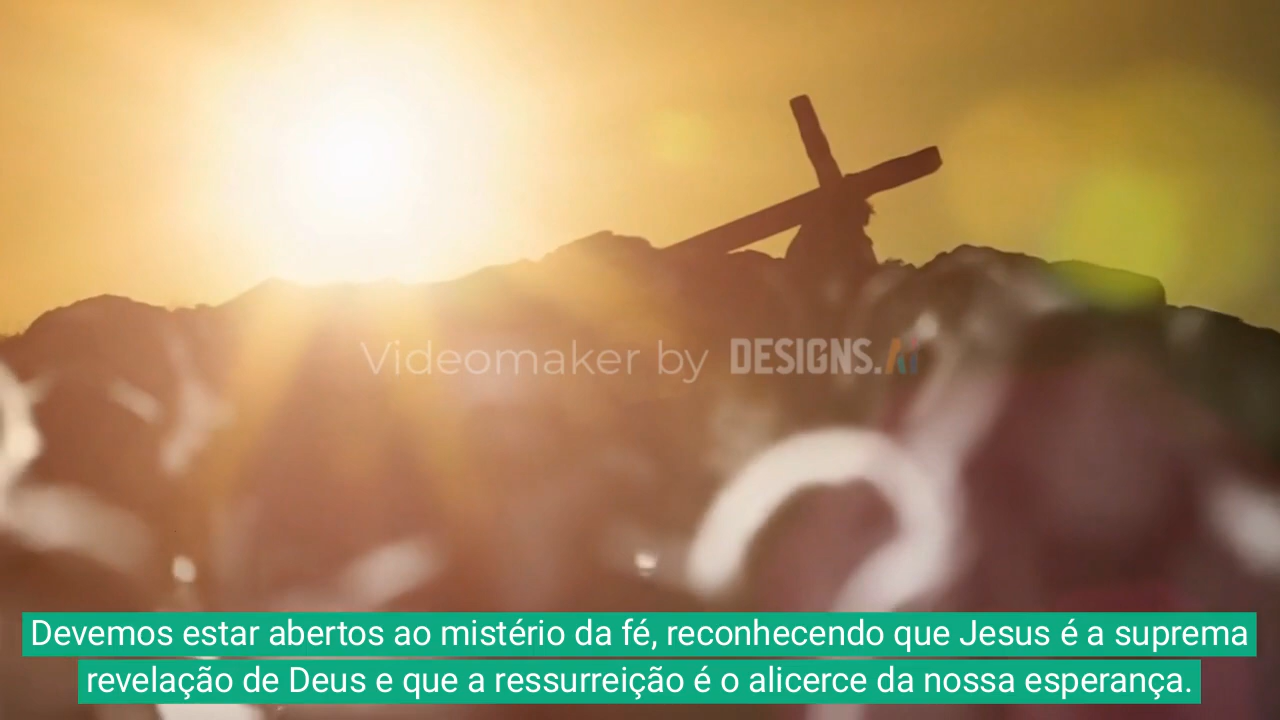 Videomaker by DESIGNS.AI
Devemos estar abertos ao mistério da fé, reconhecendo que Jesus é a suprema
revelação de Deus e que a ressurreição é o alicerce da nossa esperança.